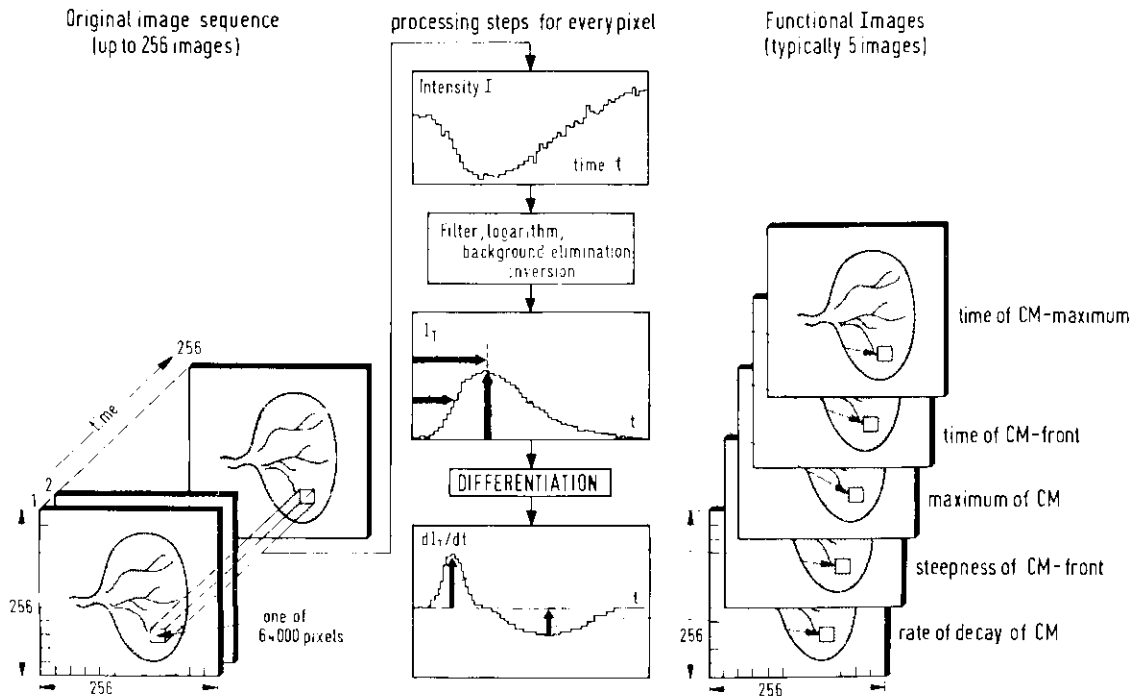 Original image sequence
(up to 256 images)
256
time
1 2
256
one of
64000 pixels
256
processing steps for every pixel
Intensity I
time t
Filter, logarithm,
background elimination
inversion
I_T
t
DIFFERENTIATION
dI_T/dt
t
Functional Images
(typically 5 images)
time of CM-maximum
time of CM-front
maximum of CM
steepness of CM-front
rate of decay of CM
256
256